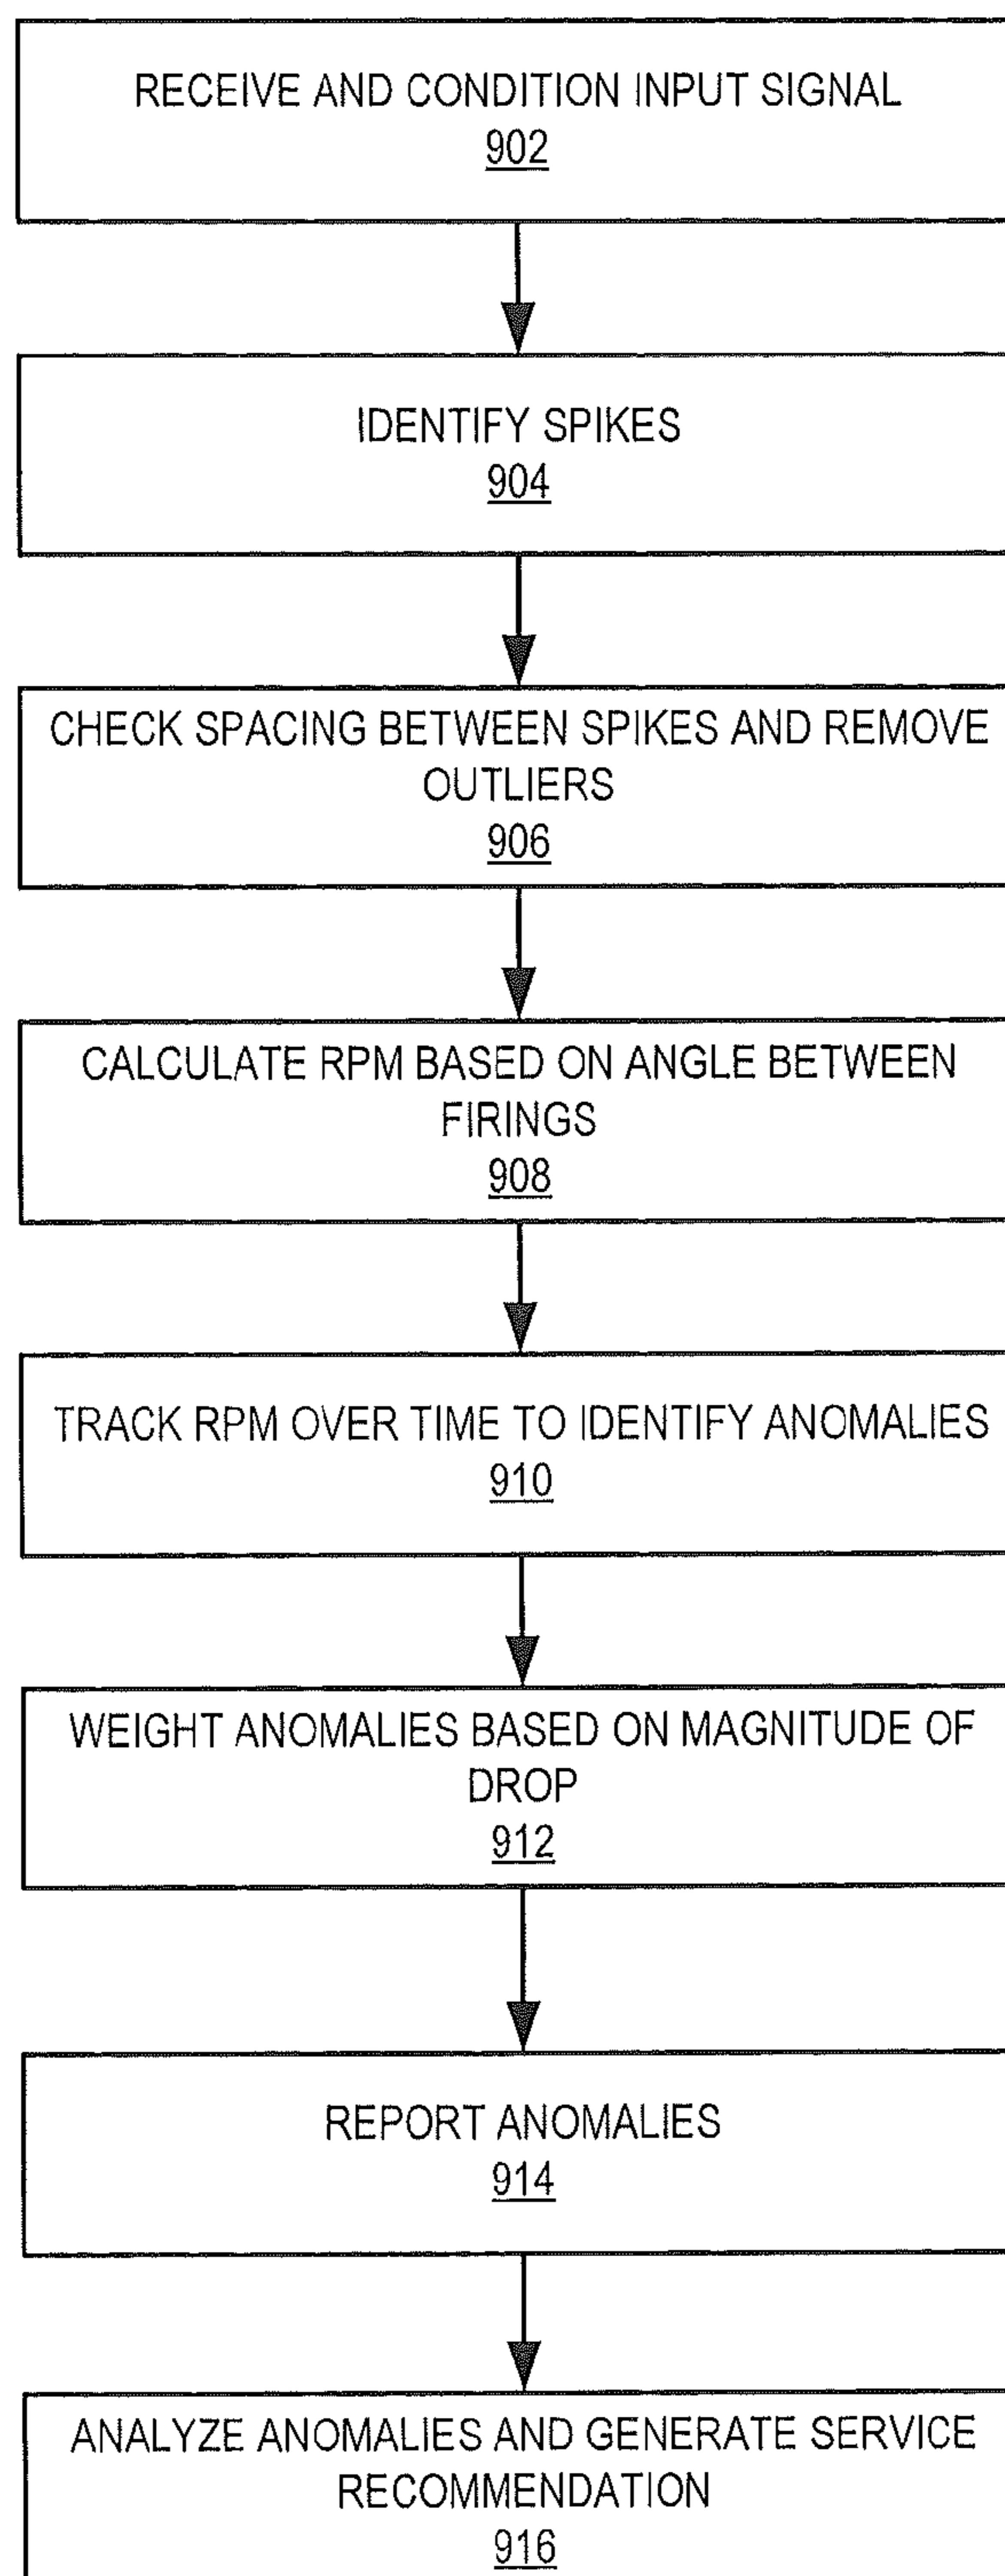 RECEIVE AND CONDITION INPUT SIGNAL
902
IDENTIFY SPIKES
904
CHECK SPACING BETWEEN SPIKES AND REMOVE
OUTLIERS
906
CALCULATE RPM BASED ON ANGLE BETWEEN
FIRINGS
908
TRACK RPM OVER TIME TO IDENTIFY ANOMALIES
910
WEIGHT ANOMALIES BASED ON MAGNITUDE OF
DROP
912
REPORT ANOMALIES
914
ANALYZE ANOMALIES AND GENERATE SERVICE
RECOMMENDATION
916